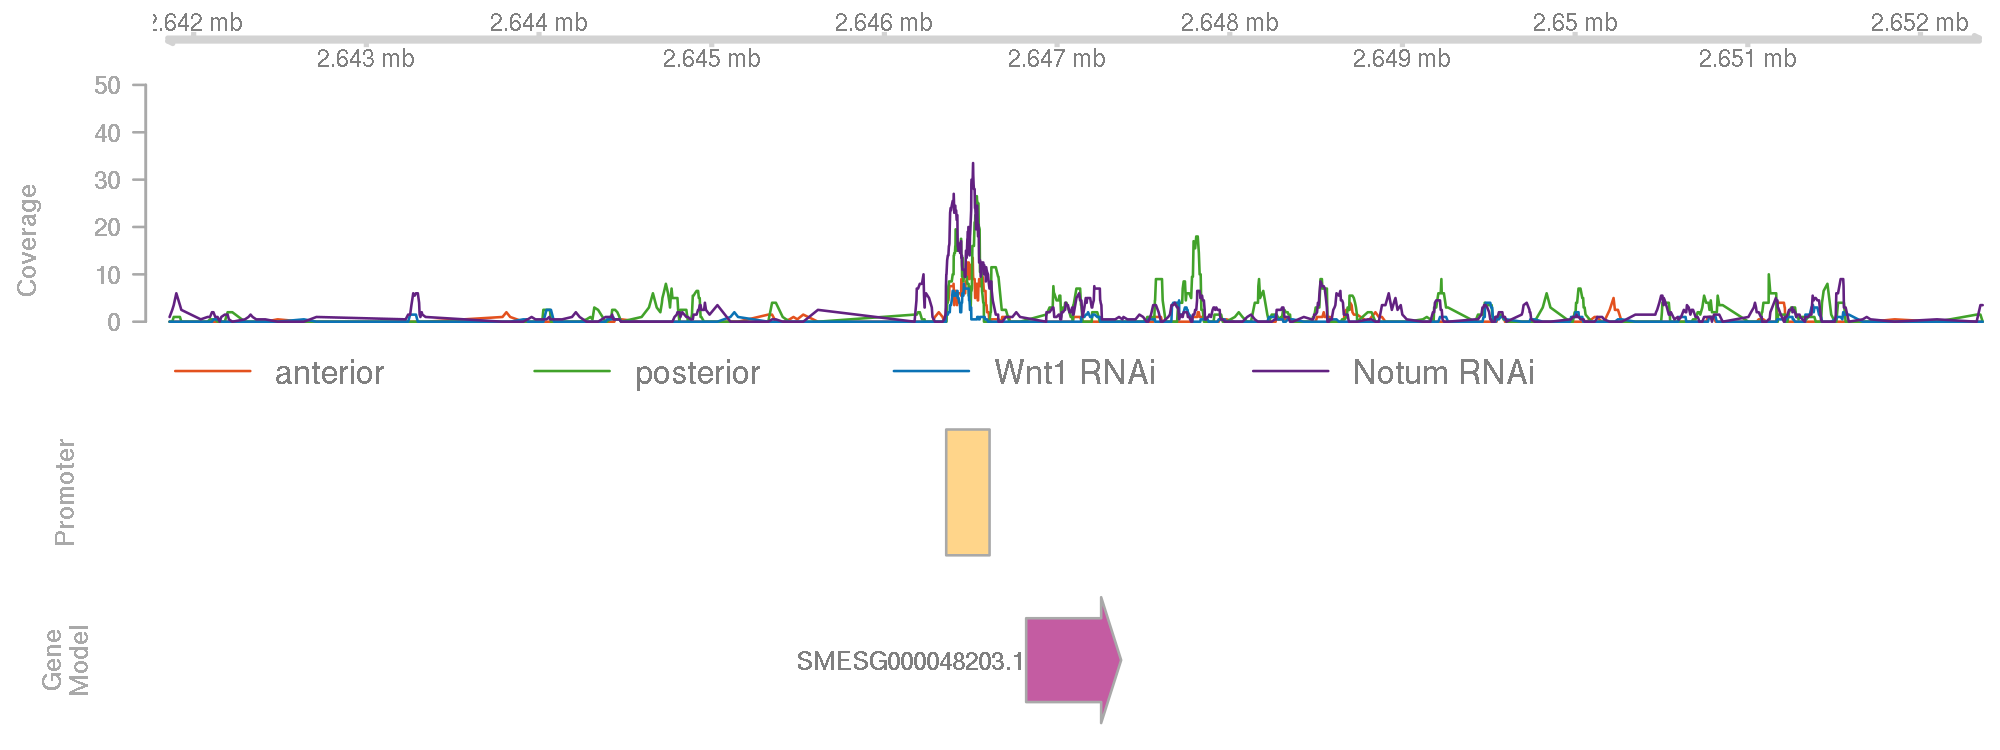 2.642 mb 2.644 mb 2.646 mb 2.648 mb 2.65 mb 2.652 mb
2.643 mb 2.645 mb 2.647 mb 2.649 mb 2.651 mb
50
40
30
20
10
0
Coverage
anterior posterior Wnt1 RNAi Notum RNAi
Promoter
Gene
Model
SMESG000048203.1